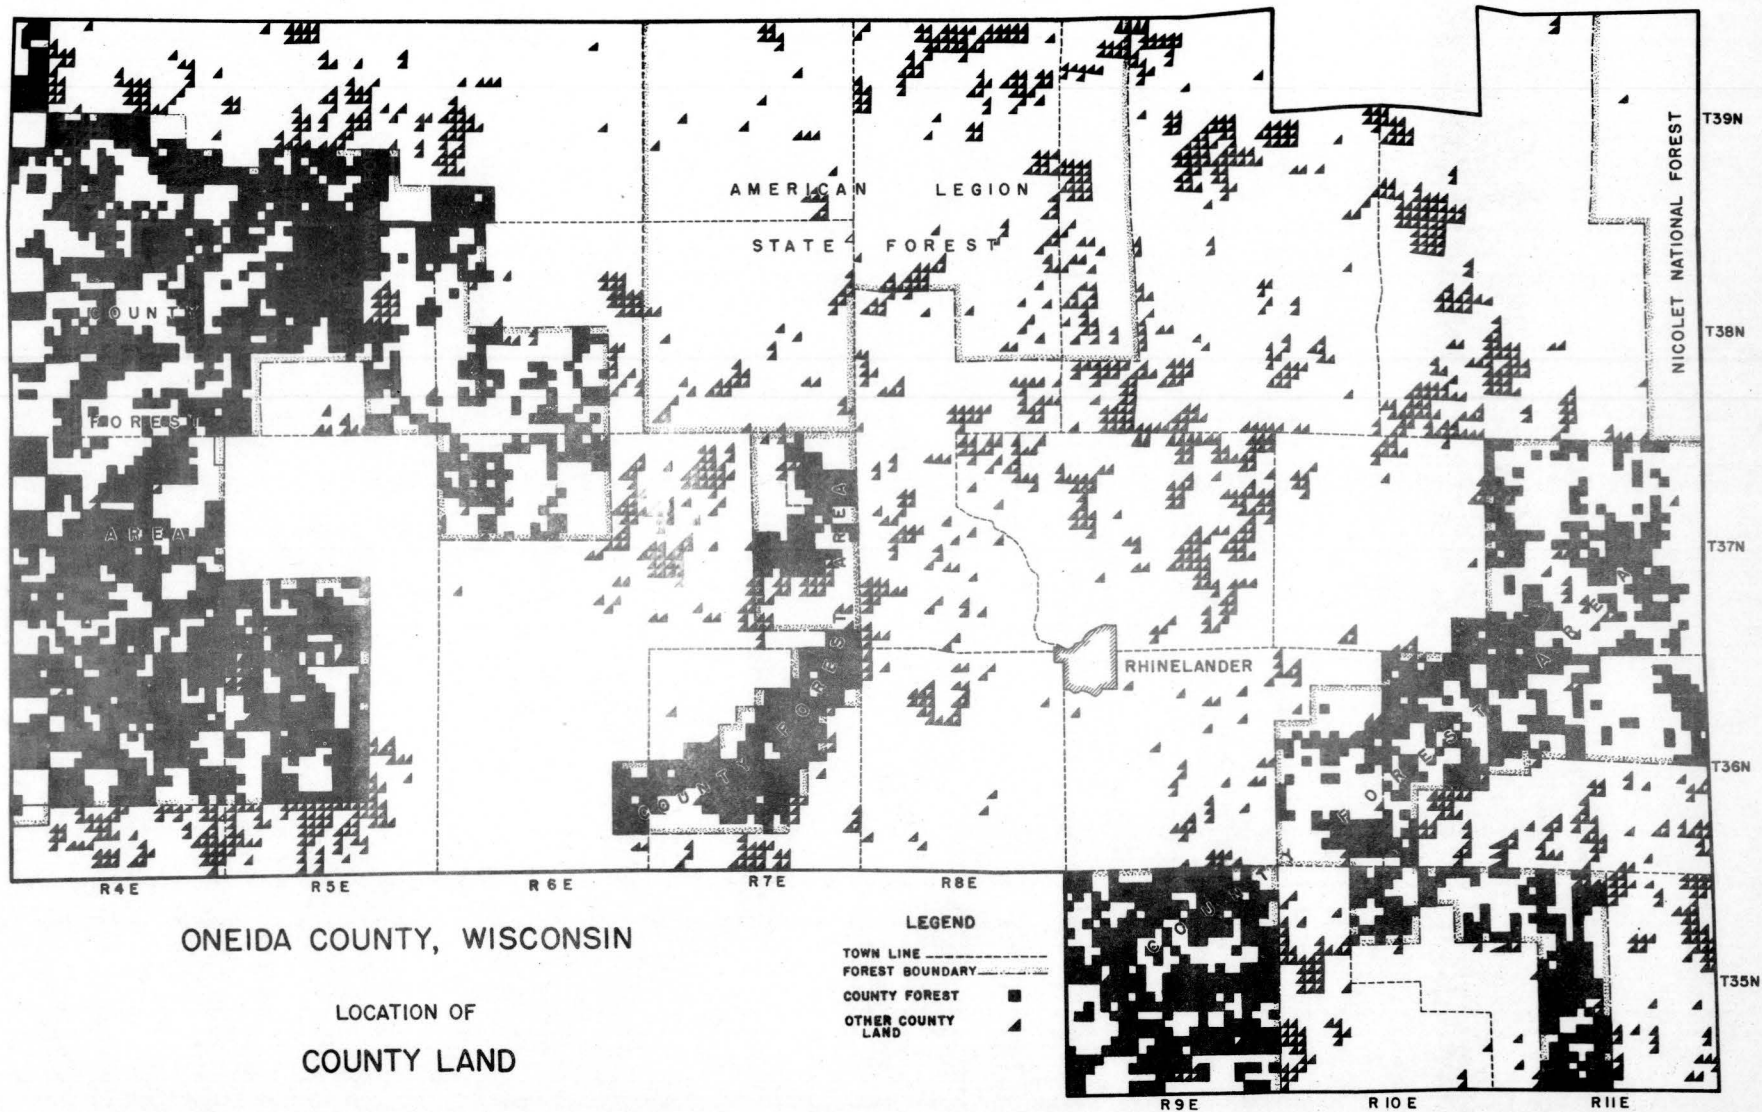 AMERICAN LEGION
STATE FOREST
NICOLET NATIONAL FOREST
T39N
T38N
T37N
T36N
T35N
COUNTY
FOREST
AREA
COUNTY FOREST AREA
COUNTY FOREST AREA
RHINELANDER
R4E
R5E
R6E
R7E
R8E
R9E
R10E
R11E
ONEIDA COUNTY, WISCONSIN
LOCATION OF
COUNTY LAND
LEGEND
TOWN LINE
FOREST BOUNDARY
COUNTY FOREST
OTHER COUNTY
LAND